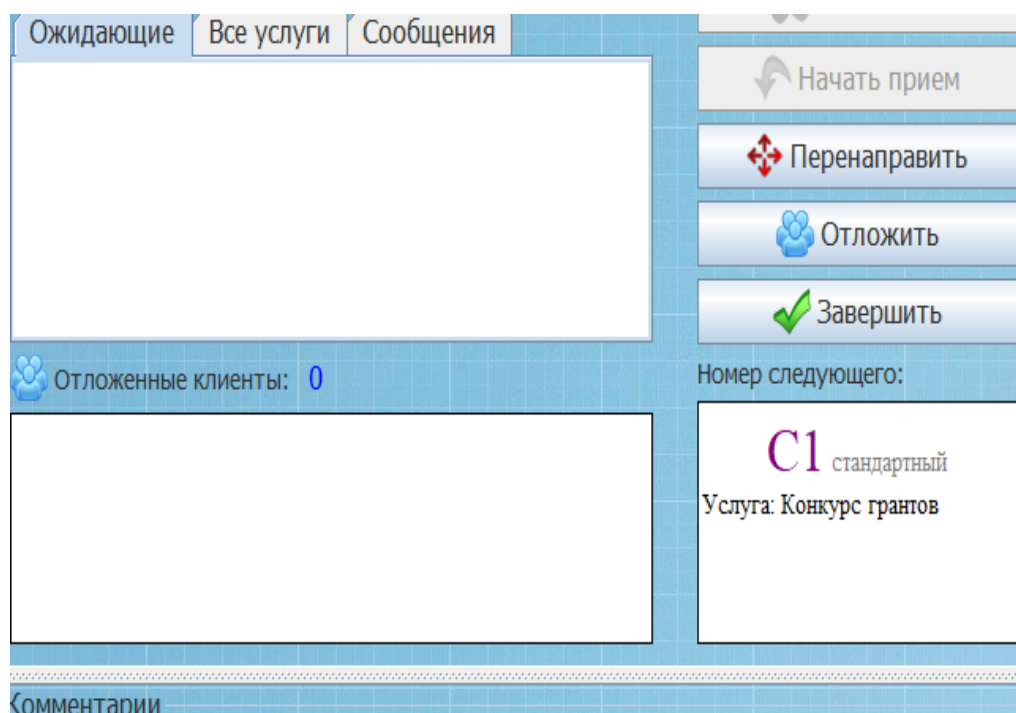 Ожидающие Все услуги Сообщения
Начать прием
Перенаправить
Отложить
Завершить
Отложенные клиенты: 0
Номер следующего:
C1 стандартный
Услуга: Конкурс грантов
Комментарии